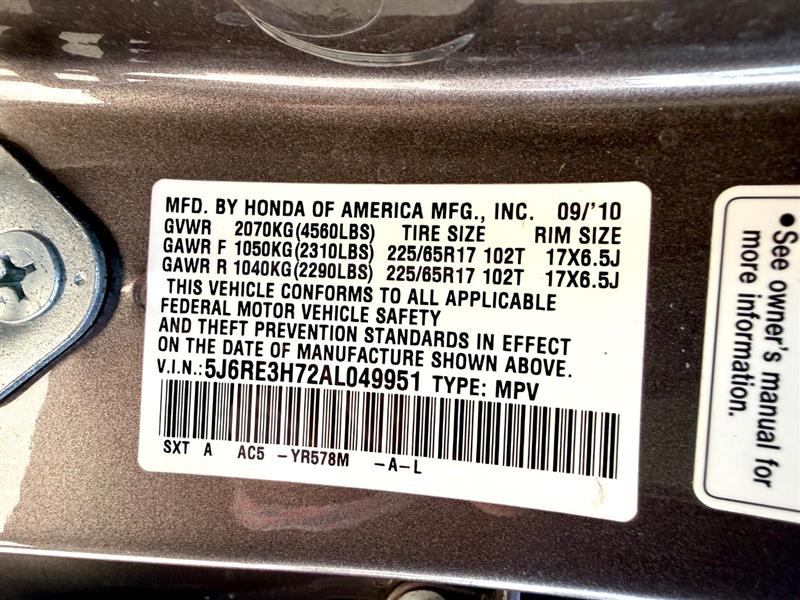 MFD. BY HONDA OF AMERICA MFG., INC. 09/'10
GVWR 2070KG(4560LBS) TIRE SIZE RIM SIZE
GAWR F 1050KG(2310LBS) 225/65R17 102T 17X6.5J
GAWR R 1040KG(2290LBS) 225/65R17 102T 17X6.5J
THIS VEHICLE CONFORMS TO ALL APPLICABLE
FEDERAL MOTOR VEHICLE SAFETY
AND THEFT PREVENTION STANDARDS IN EFFECT
ON THE DATE OF MANUFACTURE SHOWN ABOVE.
V.I.N.:5J6RE3H72AL049951 TYPE: MPV
SXT A AC5 -YR578M -A-L
•See owner's manual for
more information.